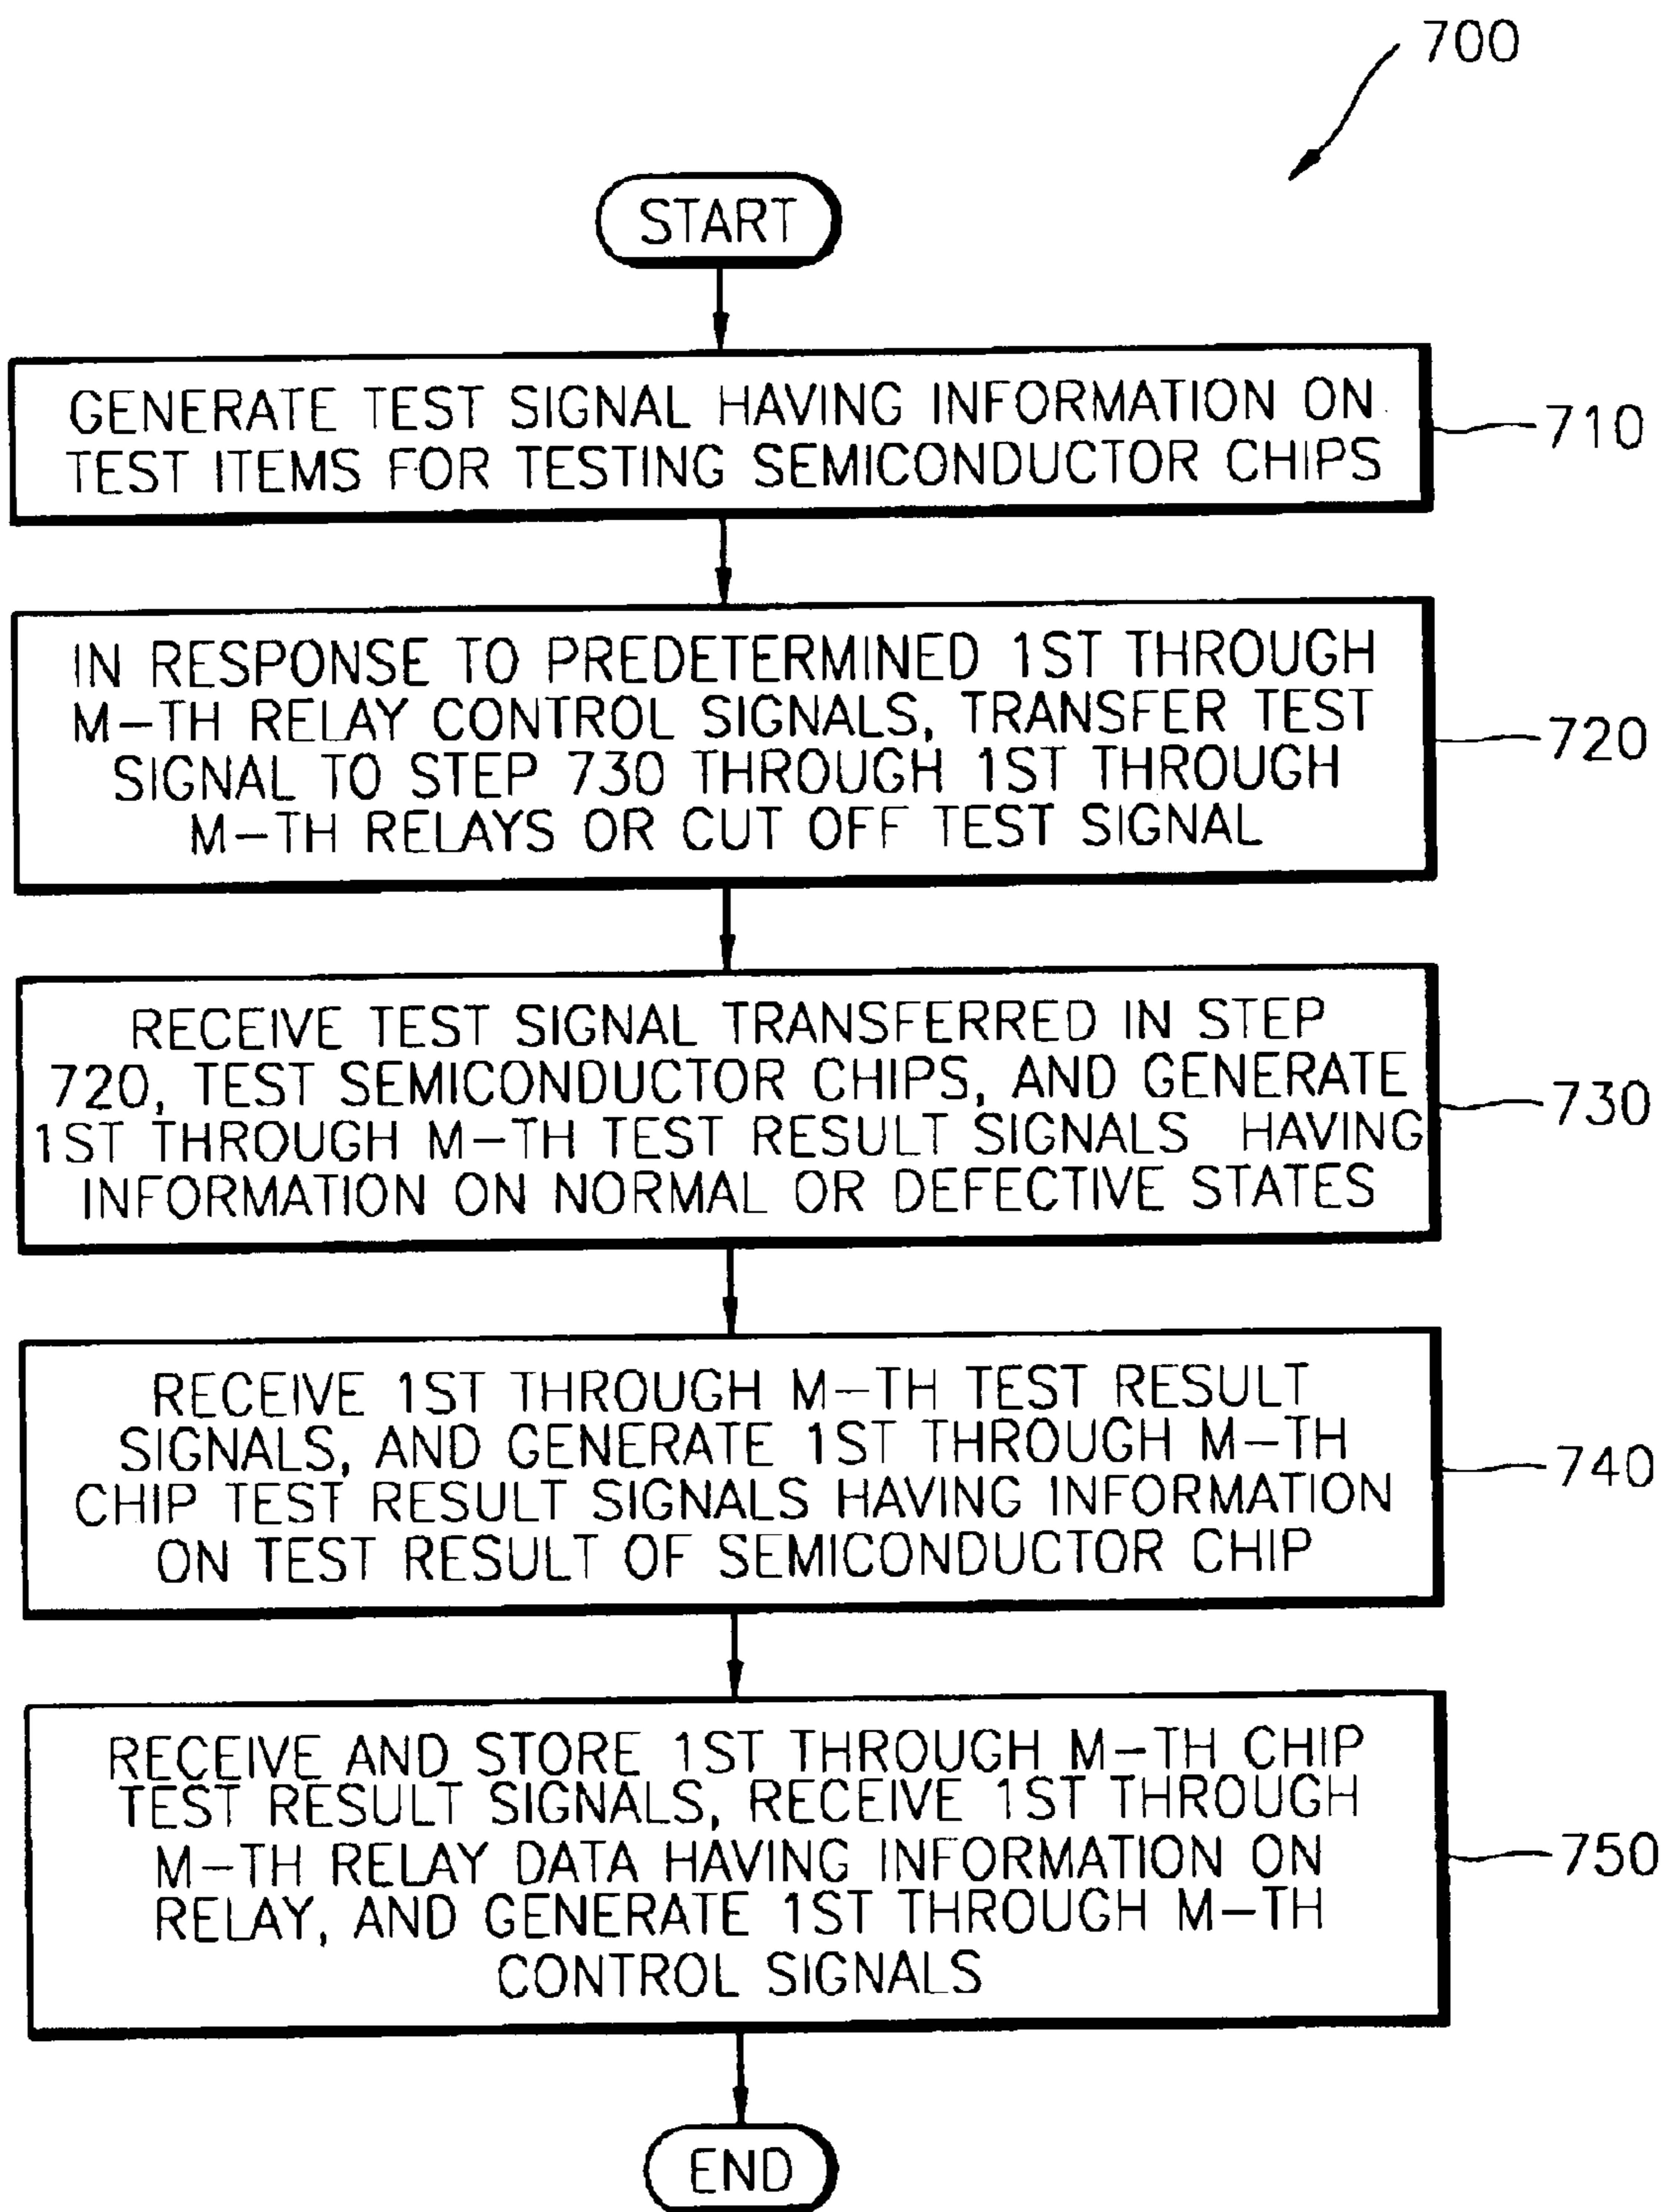 700
START
GENERATE TEST SIGNAL HAVING INFORMATION ON
TEST ITEMS FOR TESTING SEMICONDUCTOR CHIPS
710
IN RESPONSE TO PREDETERMINED 1ST THROUGH
M-TH RELAY CONTROL SIGNALS, TRANSFER TEST
SIGNAL TO STEP 730 THROUGH 1ST THROUGH
M-TH RELAYS OR CUT OFF TEST SIGNAL
720
RECEIVE TEST SIGNAL TRANSFERRED IN STEP
720, TEST SEMICONDUCTOR CHIPS, AND GENERATE
1ST THROUGH M-TH TEST RESULT SIGNALS HAVING
INFORMATION ON NORMAL OR DEFECTIVE STATES
730
RECEIVE 1ST THROUGH M-TH TEST RESULT
SIGNALS, AND GENERATE 1ST THROUGH M-TH
CHIP TEST RESULT SIGNALS HAVING INFORMATION
ON TEST RESULT OF SEMICONDUCTOR CHIP
740
RECEIVE AND STORE 1ST THROUGH M-TH CHIP
TEST RESULT SIGNALS, RECEIVE 1ST THROUGH
M-TH RELAY DATA HAVING INFORMATION ON
RELAY, AND GENERATE 1ST THROUGH M-TH
CONTROL SIGNALS
750
END